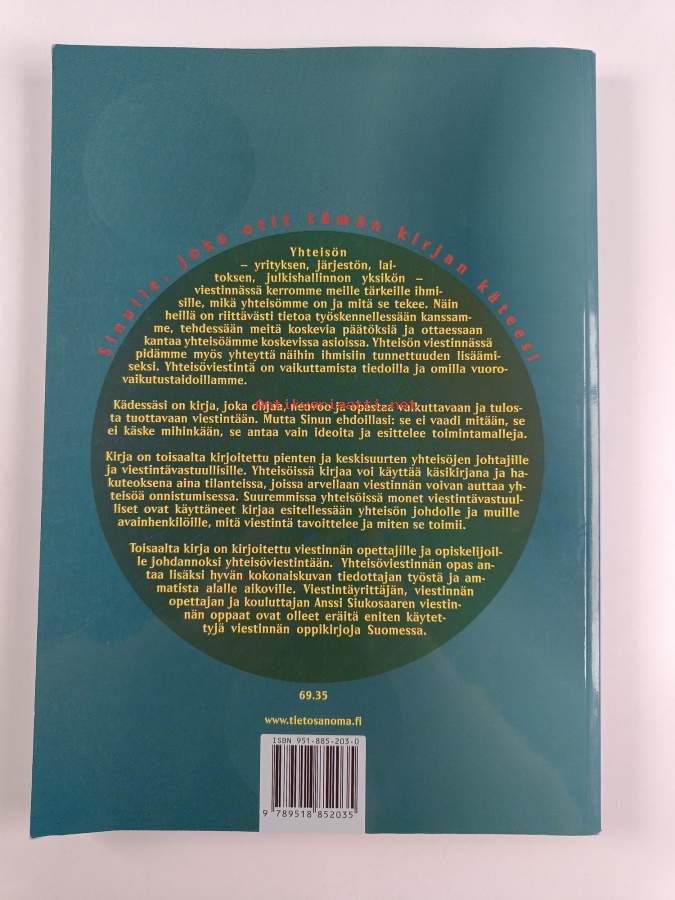 Sinulle, joka otit tämän kirjan käteesi
Yhteisön
– yrityksen, järjestön, lai-
toksen, julkishallinnon yksikön –
viestinnässä kerromme meille tärkeille ihmi-
sille, mikä yhteisömme on ja mitä se tekee. Näin
heillä on riittävästi tietoa työskennellessään kanssam-
me, tehdessään meitä koskevia päätöksiä ja ottaessaan
kantaa yhteisöämme koskevissa asioissa. Yhteisön viestinnässä
pidämme myös yhteyttä näihin ihmisiin tunnettuuden lisäämi-
seksi. Yhteisöviestintä on vaikuttamista tiedoilla ja omilla vuoro-
vaikutustaidoillamme.
Antikvariaatti.net
Kädessäsi on kirja, joka ohjaa, neuvoo ja opastaa vaikuttavaan ja tulos-
ta tuottavaan viestintään. Mutta Sinun ehdoillasi: se ei vaadi mitään, se
ei käske mihinkään, se antaa vain ideoita ja esittelee toimintamalleja.
Kirja on toisaalta kirjoitettu pienten ja keskisuurten yhteisöjen johtajille
ja viestintävastuullisille. Yhteisöissä kirjaa voi käyttää käsikirjana ja ha-
kuteoksena aina tilanteissa, joissa arvellaan viestinnän voivan auttaa yh-
teisöä onnistumisessa. Suuremmissa yhteisöissä monet viestintävastuul-
liset ovat käyttäneet kirjaa esitellessään yhteisön johdolle ja muille
avainhenkilöille, mitä viestintä tavoittelee ja miten se toimii.
Toisaalta kirja on kirjoitettu viestinnän opettajille ja opiskelijoil-
le johdannoksi yhteisöviestintään. Yhteisöviestinnän opas an-
taa lisäksi hyvän kokonaiskuvan tiedottajan työstä ja am-
matista alalle aikoville. Viestintäyrittäjän, viestinnän
opettajan ja kouluttajan Anssi Siukosaaren viestin-
nän oppaat ovat olleet eräitä eniten käytet-
tyjä viestinnän oppikirjoja Suomessa.
69.35
www.tietosanoma.fi
ISBN 951-885-203-0
9 789518 852035